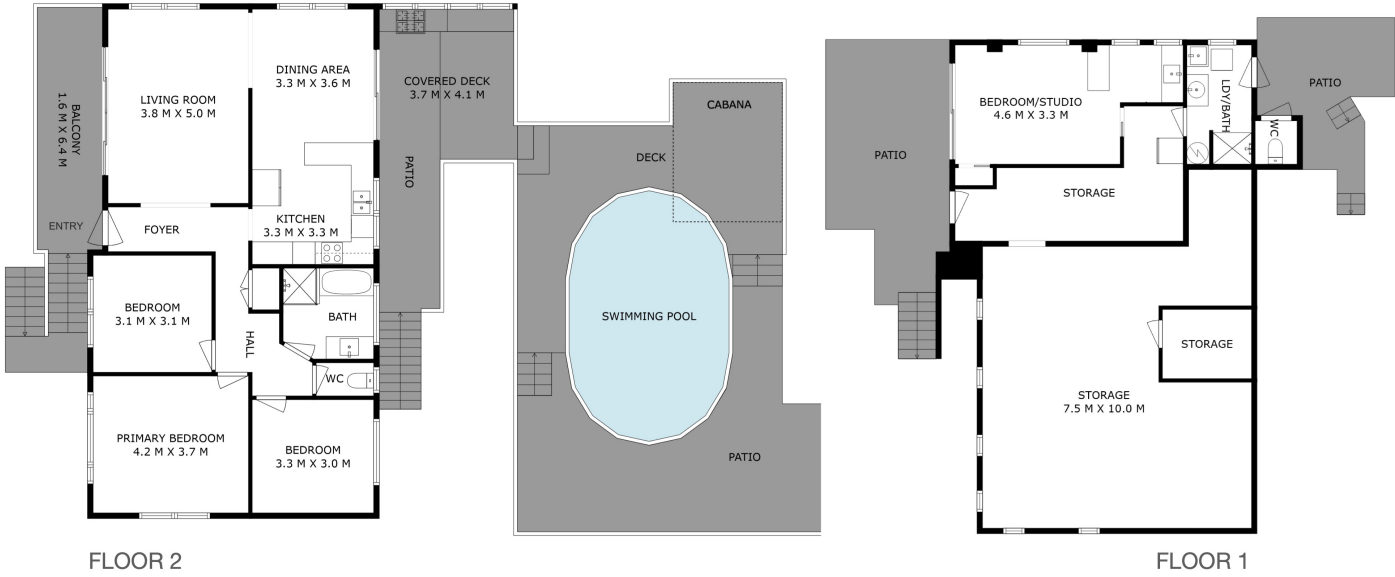 BALCONY
1.6 M X 6.4 M
LIVING ROOM
3.8 M X 5.0 M
DINING AREA
3.3 M X 3.6 M
COVERED DECK
3.7 M X 4.1 M
PATIO
ENTRY
FOYER
KITCHEN
3.3 M X 3.3 M
BEDROOM
3.1 M X 3.1 M
HALL
BATH
WC
PRIMARY BEDROOM
4.2 M X 3.7 M
BEDROOM
3.3 M X 3.0 M
FLOOR 2
CABANA
DECK
SWIMMING POOL
PATIO
PATIO
BEDROOM/STUDIO
4.6 M X 3.3 M
LDY/BATH
WC
PATIO
STORAGE
STORAGE
STORAGE
7.5 M X 10.0 M
FLOOR 1